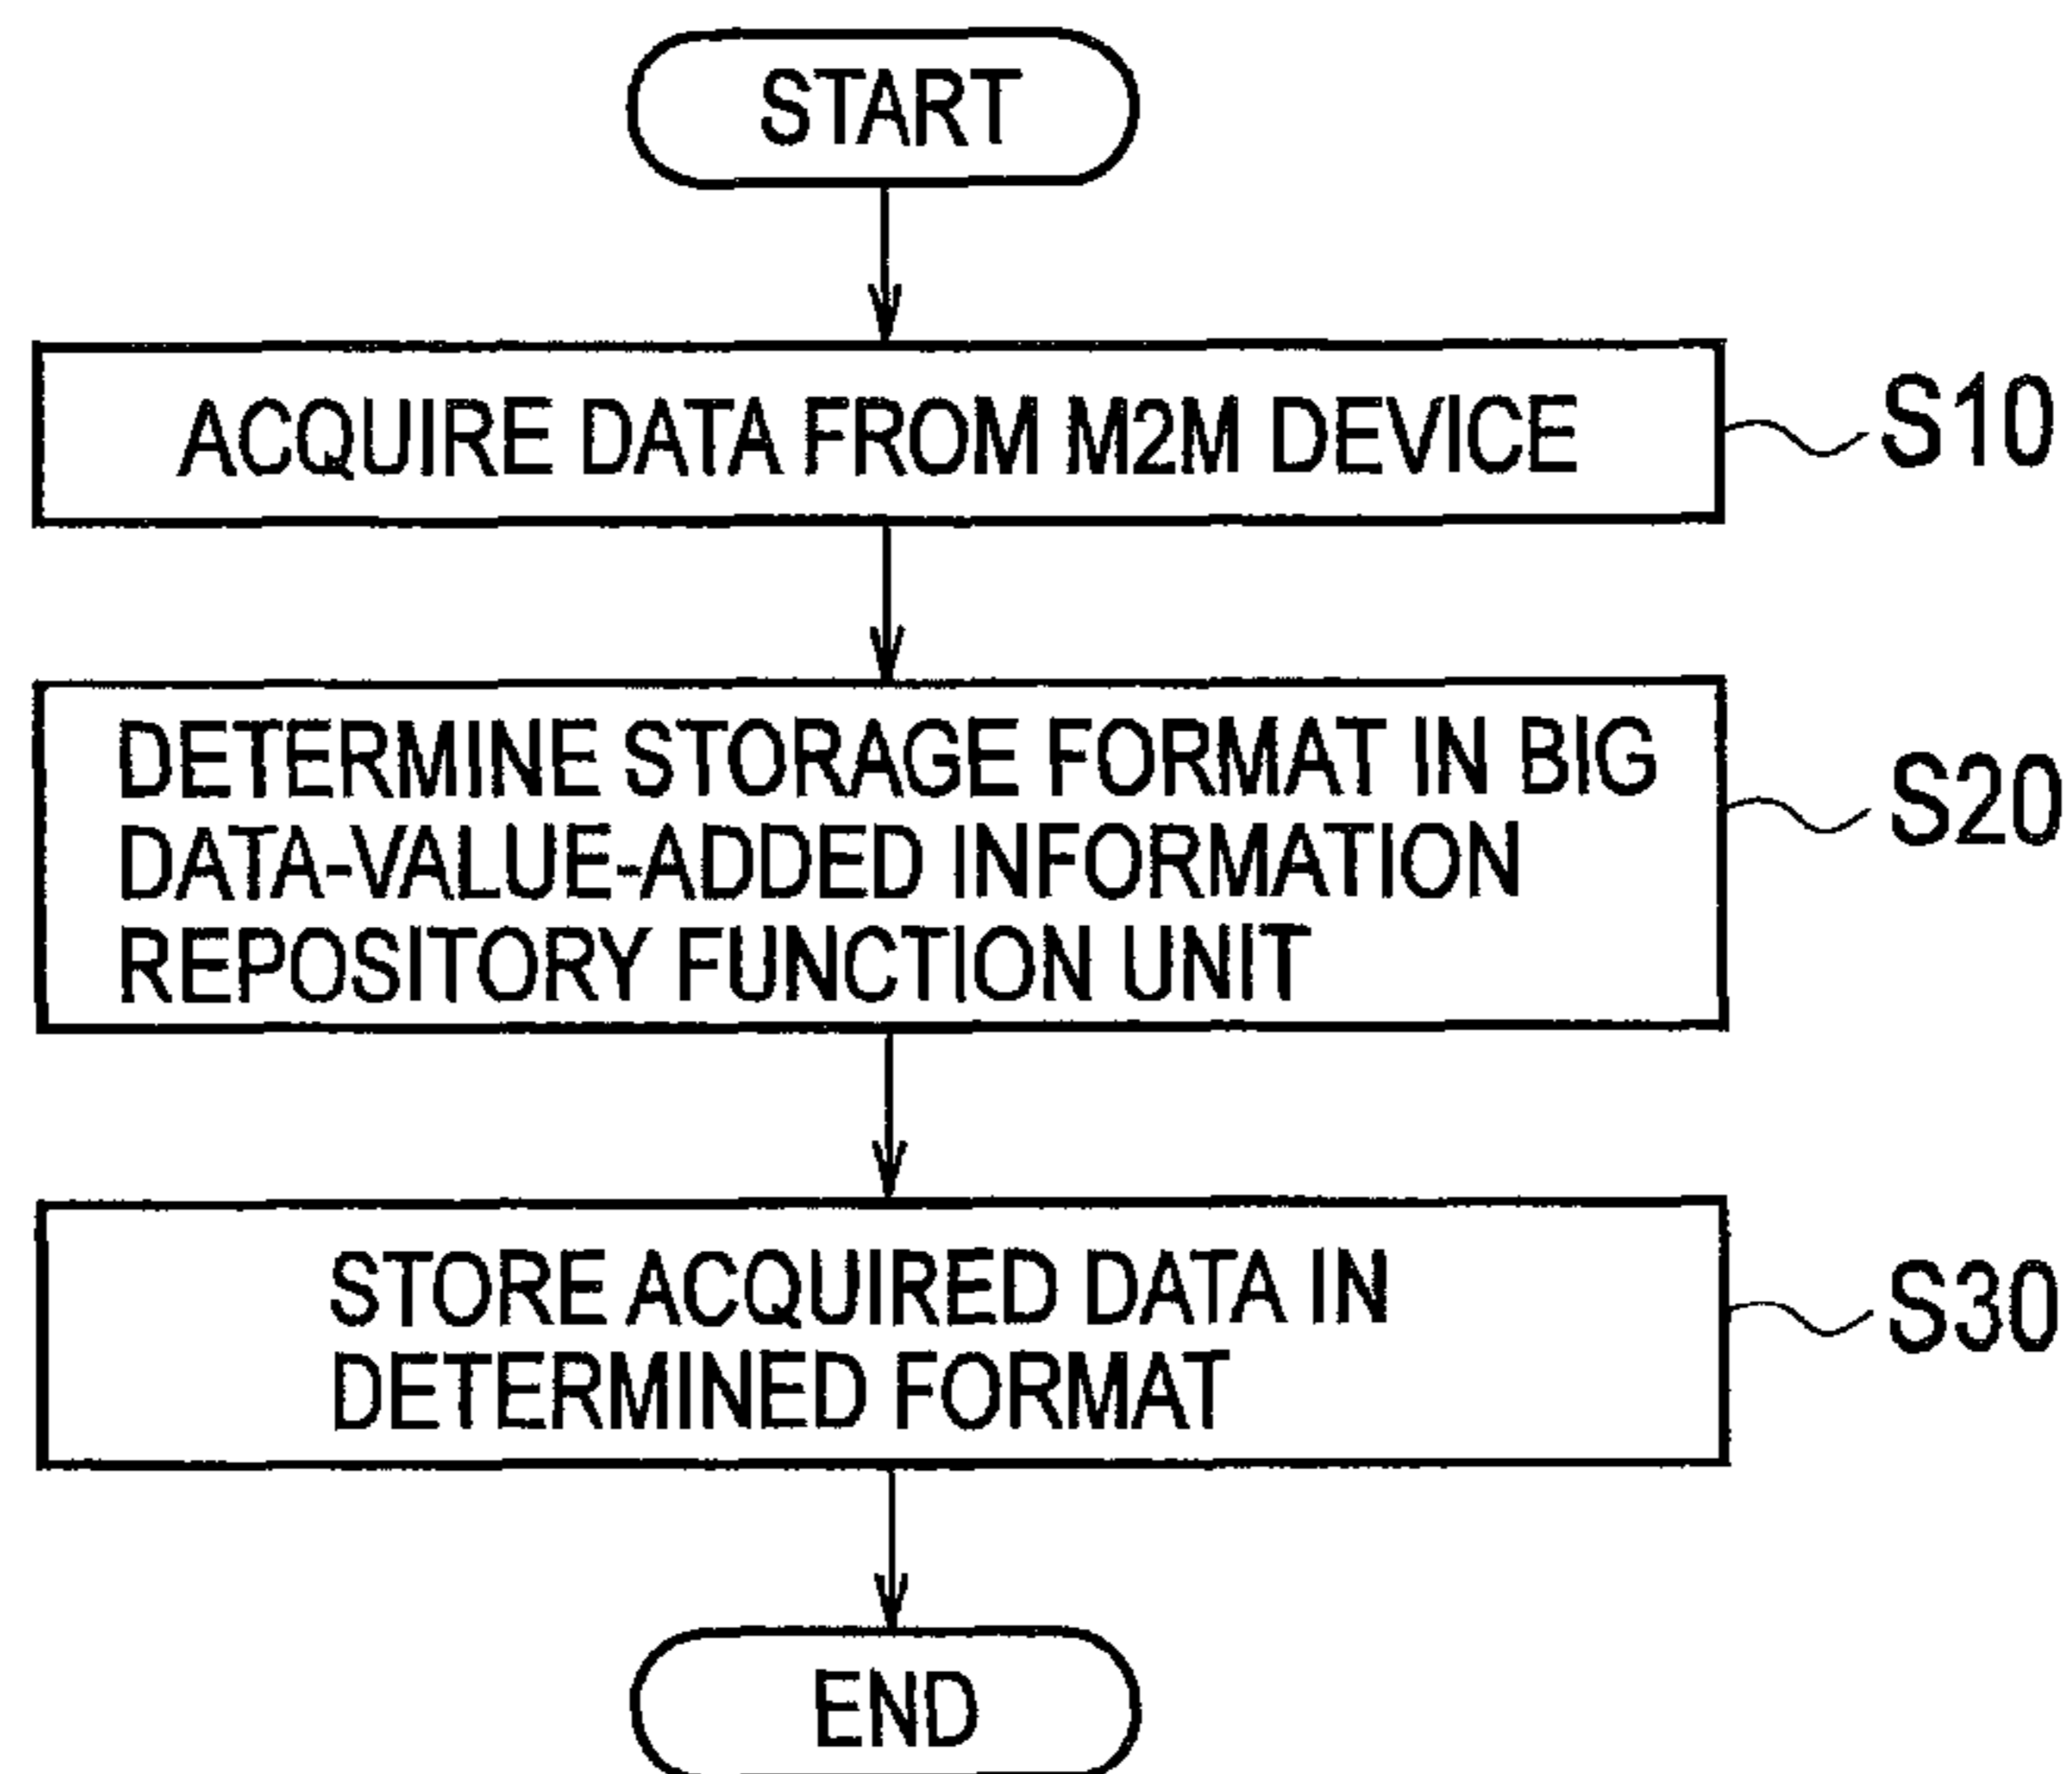 START
ACQUIRE DATA FROM M2M DEVICE
S10
DETERMINE STORAGE FORMAT IN BIG
DATA-VALUE-ADDED INFORMATION
REPOSITORY FUNCTION UNIT
S20
STORE ACQUIRED DATA IN
DETERMINED FORMAT
S30
END